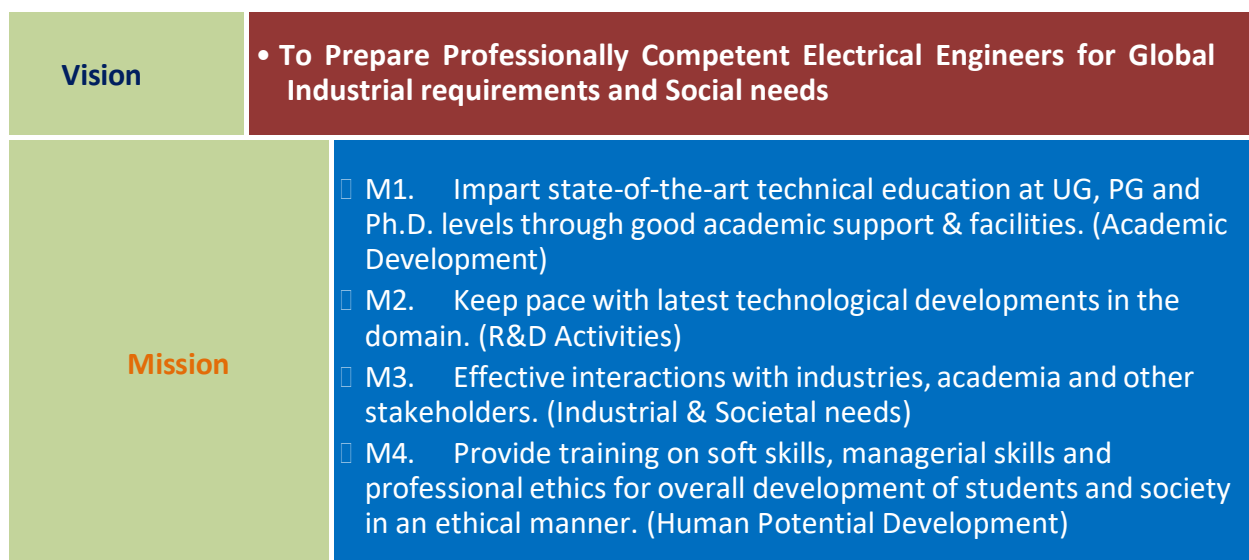 Vision
• To Prepare Professionally Competent Electrical Engineers for Global
Industrial requirements and Social needs
Mission
M1. Impart state-of-the-art technical education at UG, PG and
Ph.D. levels through good academic support & facilities. (Academic
Development)
M2. Keep pace with latest technological developments in the
domain. (R&D Activities)
M3. Effective interactions with industries, academia and other
stakeholders. (Industrial & Societal needs)
M4. Provide training on soft skills, managerial skills and
professional ethics for overall development of students and society
in an ethical manner. (Human Potential Development)